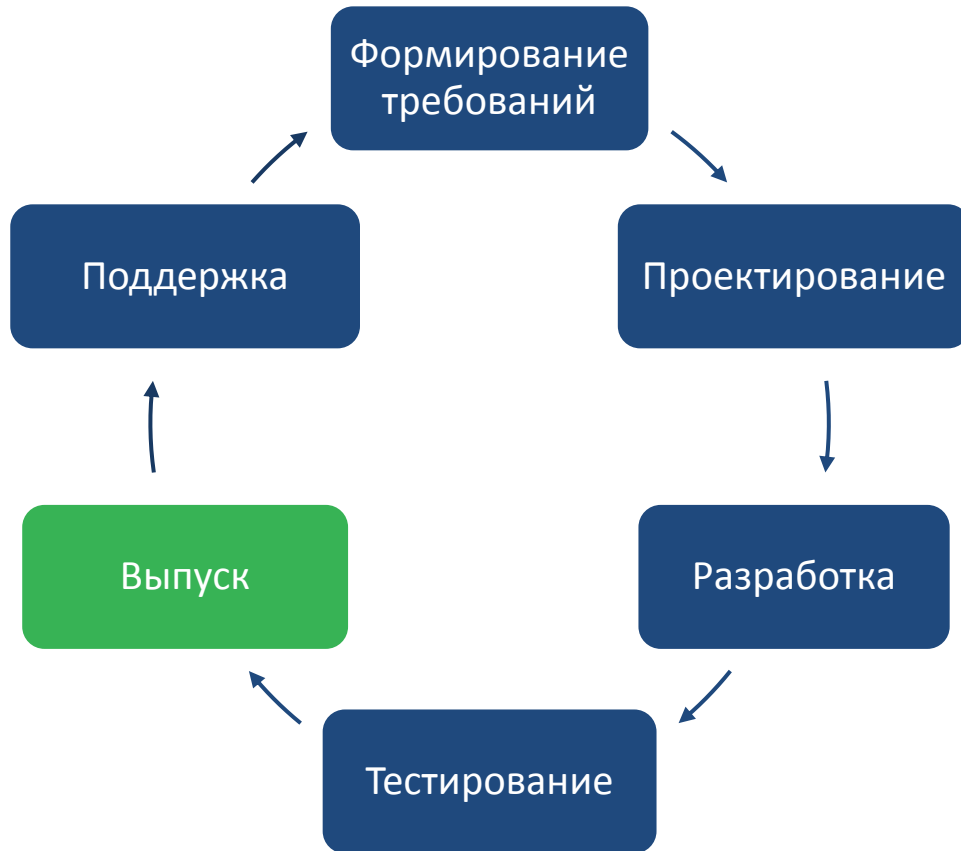 Формирование
требований
Поддержка
Проектирование
Выпуск
Разработка
Тестирование